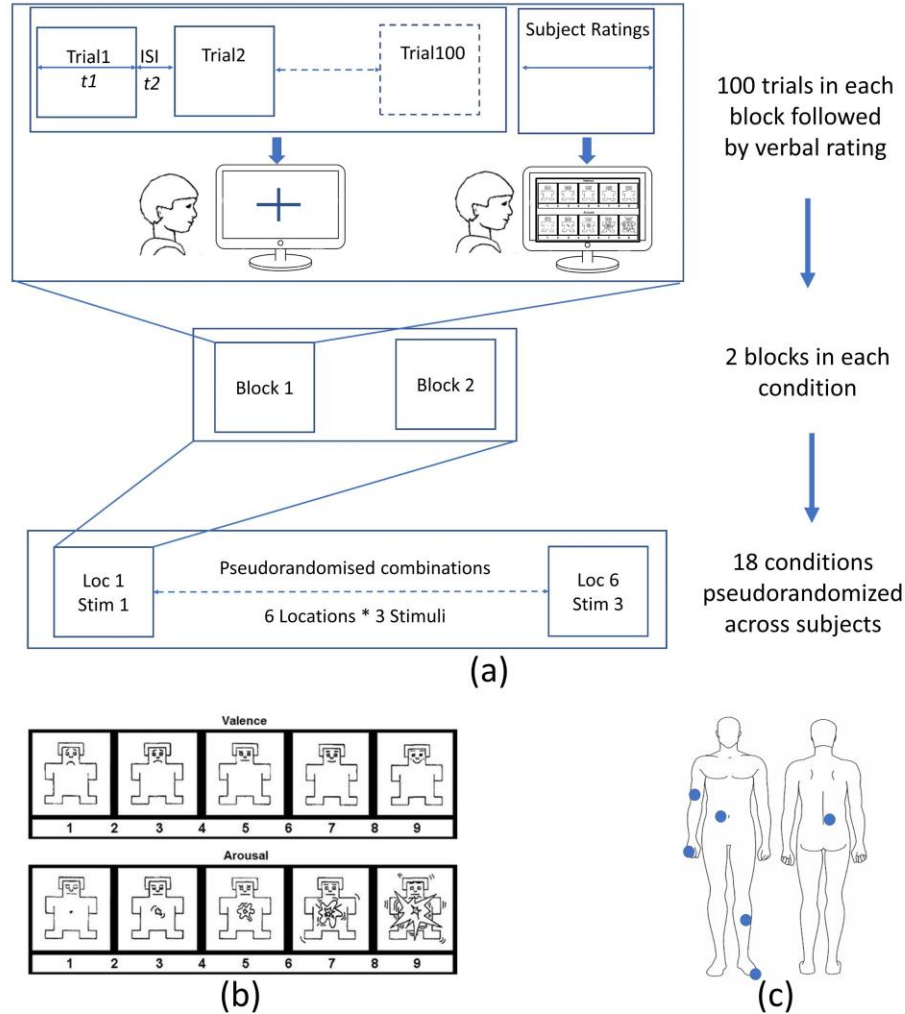 Trial1
t1
ISI
t2
Trial2
Trial100
Subject Ratings
100 trials in each
block followed
by verbal rating
Block 1
Block 2
2 blocks in each
condition
Loc 1
Stim 1
Pseudorandomised combinations
6 Locations * 3 Stimuli
Loc 6
Stim 3
18 conditions
pseudorandomized
across subjects
(a)
Valence
1 2 3 4 5 6 7 8 9
Arousal
1 2 3 4 5 6 7 8 9
(b)
(c)